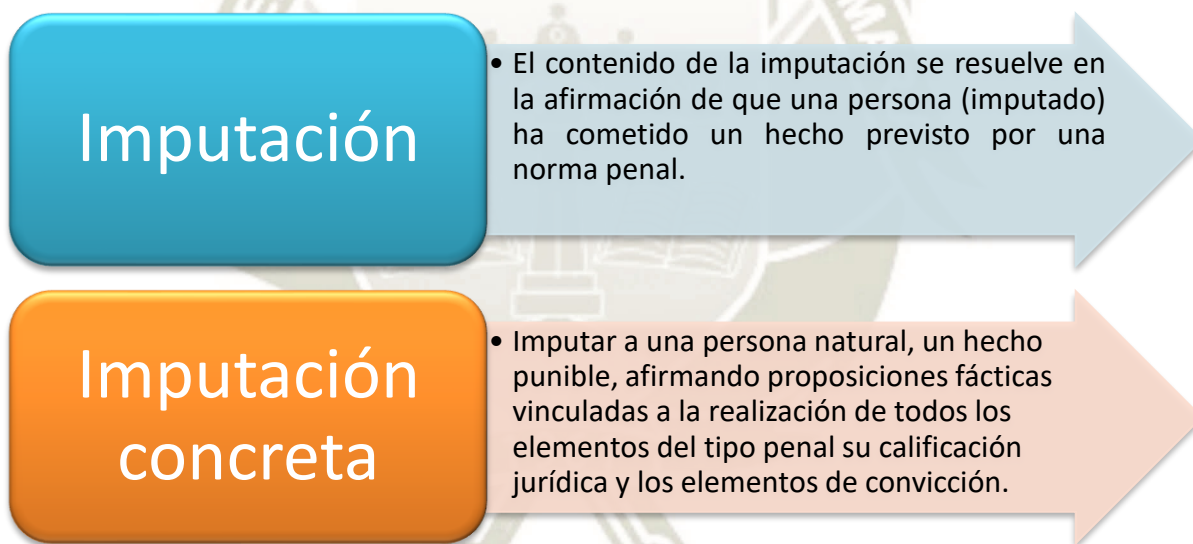 Imputación
• El contenido de la imputación se resuelve en
la afirmación de que una persona (imputado)
ha cometido un hecho previsto por una
norma penal.
Imputación
concreta
• Imputar a una persona natural, un hecho
punible, afirmando proposiciones fácticas
vinculadas a la realización de todos los
elementos del tipo penal su calificación
jurídica y los elementos de convicción.